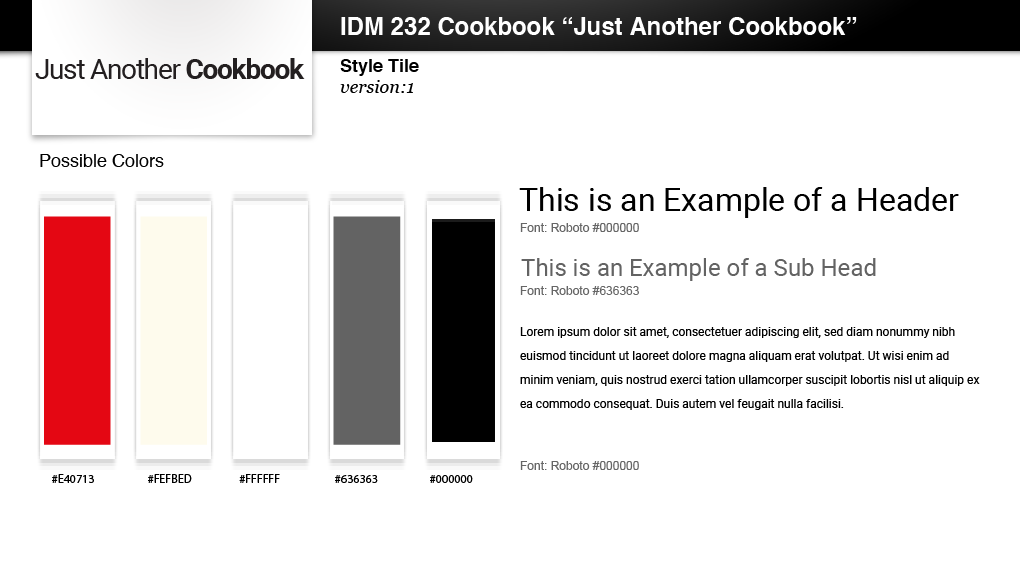 IDM 232 Cookbook “Just Another Cookbook”
Just Another Cookbook
Style Tile
version:1
Possible Colors
#E40713
#FEFBED
#FFFFFF
#636363
#000000
This is an Example of a Header
Font: Roboto #000000
This is an Example of a Sub Head
Font: Roboto #636363
Lorem ipsum dolor sit amet, consectetuer adipiscing elit, sed diam nonummy nibh
euismod tincidunt ut laoreet dolore magna aliquam erat volutpat. Ut wisi enim ad
minim veniam, quis nostrud exerci tation ullamcorper suscipit lobortis nisl ut aliquip ex
ea commodo consequat. Duis autem vel feugait nulla facilisi.
Font: Roboto #000000